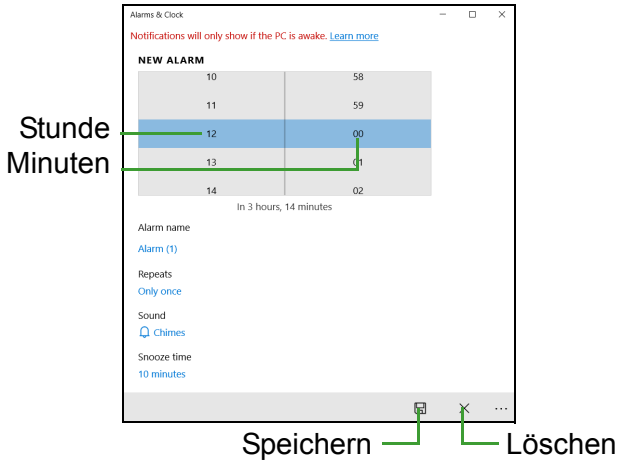 Alarms & Clock
Notifications will only show if the PC is awake. Learn more
NEW ALARM
10 58
11 59
Stunde 12 00
Minuten 13 01
14 02
In 3 hours, 14 minutes
Alarm name
Alarm (1)
Repeats
Only once
Sound
Chimes
Snooze time
10 minutes
Speichern Löschen